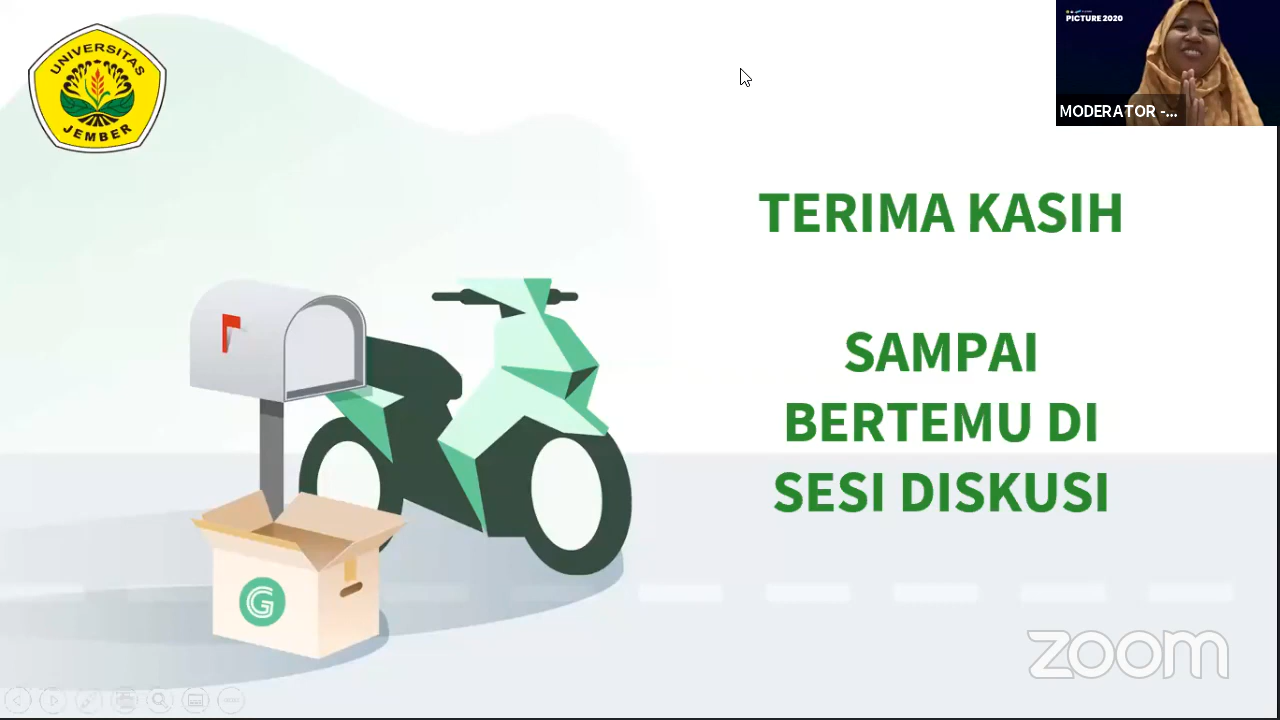 UNIVERSITAS
JEMBER
PICTURE 2020
MODERATOR -...
TERIMA KASIH
SAMPAI
BERTEMU DI
SESI DISKUSI
G
zoom